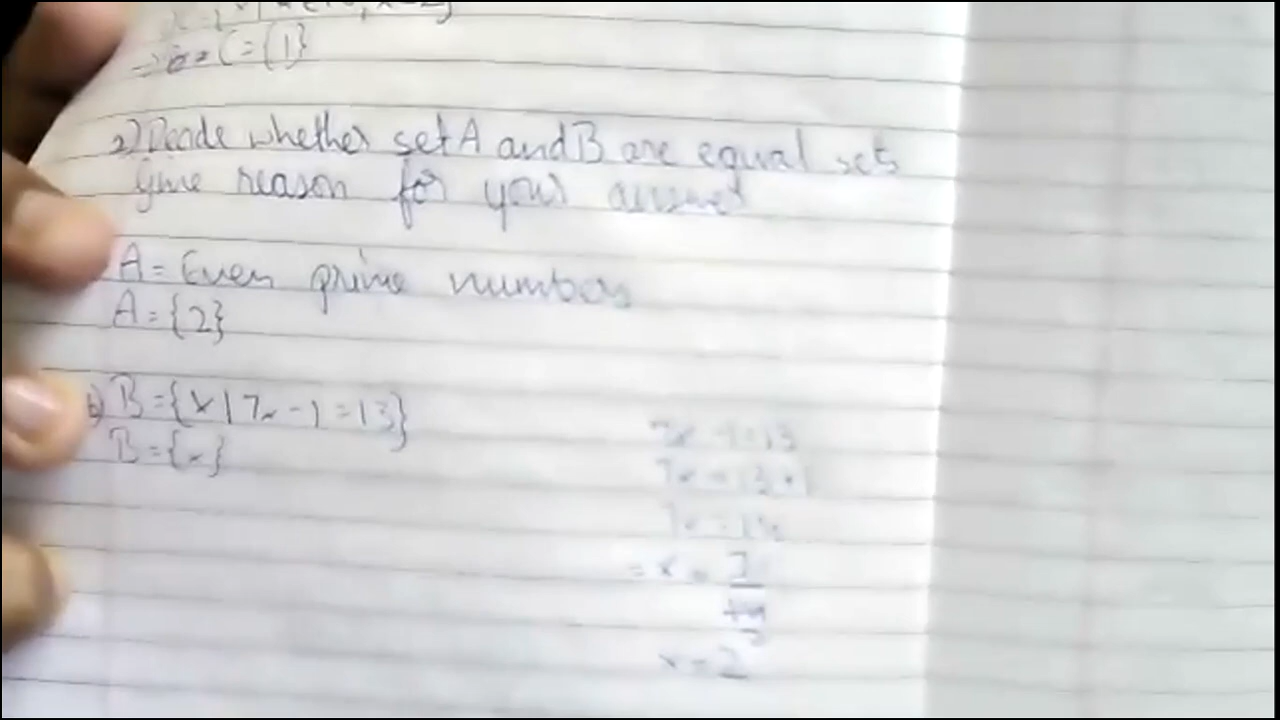 C = {1}
2) Decide whether set A and B are equal sets
give reason for your answer
A = Even prime numbers
A = {2}
B = {x | 7x - 1 = 13}
B = {x}
7x - 1 = 13
7x = 13 +
7x = 14
= x =
x = 2